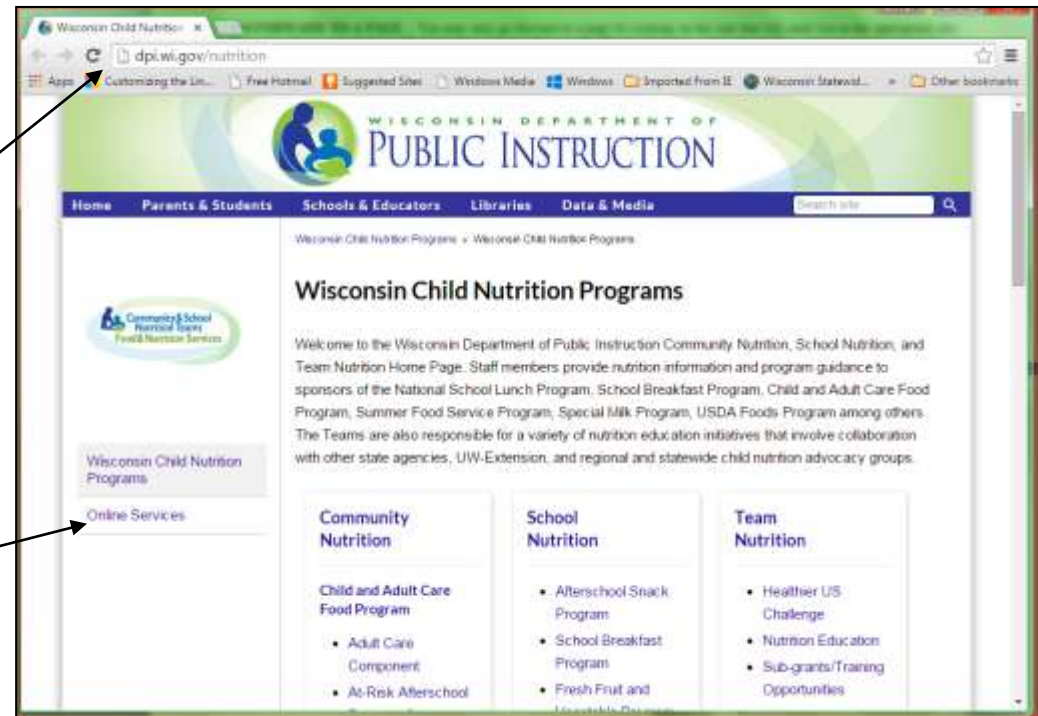 Wisconsin Child Nutrition
dpi.wi.gov/nutrition
Apps Customizing the Lin... Free Hotmail Suggested Sites Windows Media Windows Imported From IE Wisconsin Statewid... » Other bookmarks
WISCONSIN DEPARTMENT OF
PUBLIC INSTRUCTION
Home Parents & Students Schools & Educators Libraries Data & Media Search site
Wisconsin Child Nutrition Programs » Wisconsin Child Nutrition Programs
Community & School
Nutrition Teams
Food & Nutrition Services
Wisconsin Child Nutrition
Programs
Online Services
Wisconsin Child Nutrition Programs
Welcome to the Wisconsin Department of Public Instruction Community Nutrition, School Nutrition, and
Team Nutrition Home Page. Staff members provide nutrition information and program guidance to
sponsors of the National School Lunch Program, School Breakfast Program, Child and Adult Care Food
Program, Summer Food Service Program, Special Milk Program, USDA Foods Program among others.
The Teams are also responsible for a variety of nutrition education initiatives that involve collaboration
with other state agencies, UW-Extension, and regional and statewide child nutrition advocacy groups.
Community
Nutrition
Child and Adult Care
Food Program
• Adult Care
Component
• At-Risk Afterschool
School
Nutrition
• Afterschool Snack
Program
• School Breakfast
Program
• Fresh Fruit and
Vegetable Program
Team
Nutrition
• Healthier US
Challenge
• Nutrition Education
• Sub-grants/Training
Opportunities